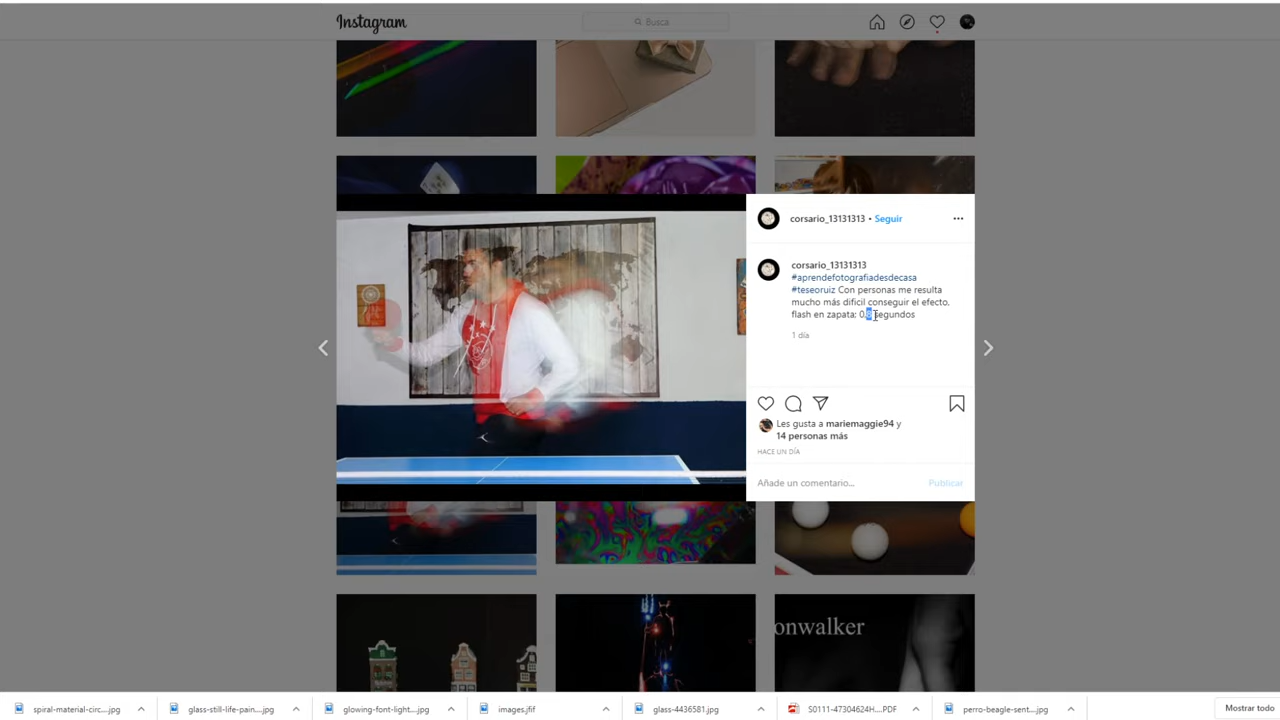 Instagram
Busca
corsario_13131313 • Seguir
corsario_13131313
#aprendefotografiadesdecasa
#teseoruiz Con personas me resulta
mucho más dificil conseguir el efecto.
flash en zapata: 0. segundos
1 día
Les gusta a mariemaggie94 y
14 personas más
HACE UN DÍA
Añade un comentario...
Publicar
onwalker
spiral-material-circ....jpg
glass-still-life-pain....jpg
glowing-font-light....jpg
images.jfif
glass-4436581.jpg
S0111-47304624H....PDF
perro-beagle-sent....jpg
Mostrar todo